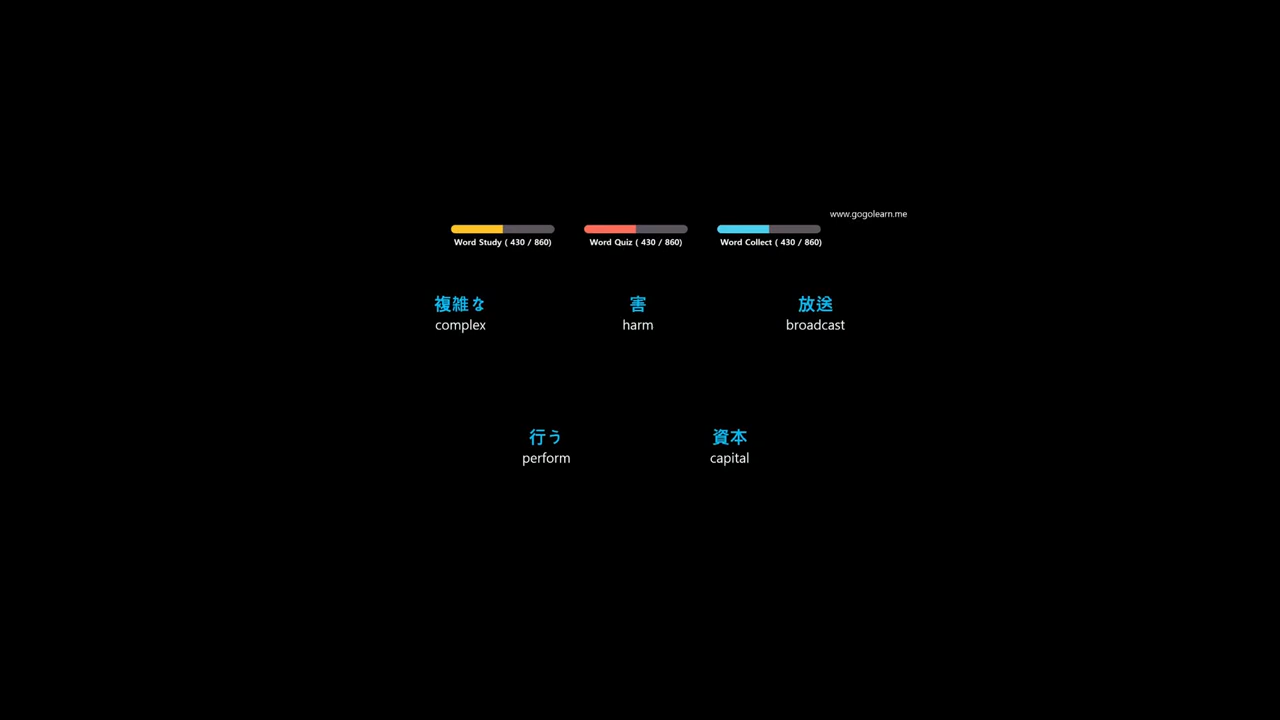 www.gogolearn.me
Word Study ( 430 / 860) Word Quiz ( 430 / 860) Word Collect ( 430 / 860)
複雑な 害 放送
complex harm broadcast
行う 資本
perform capital